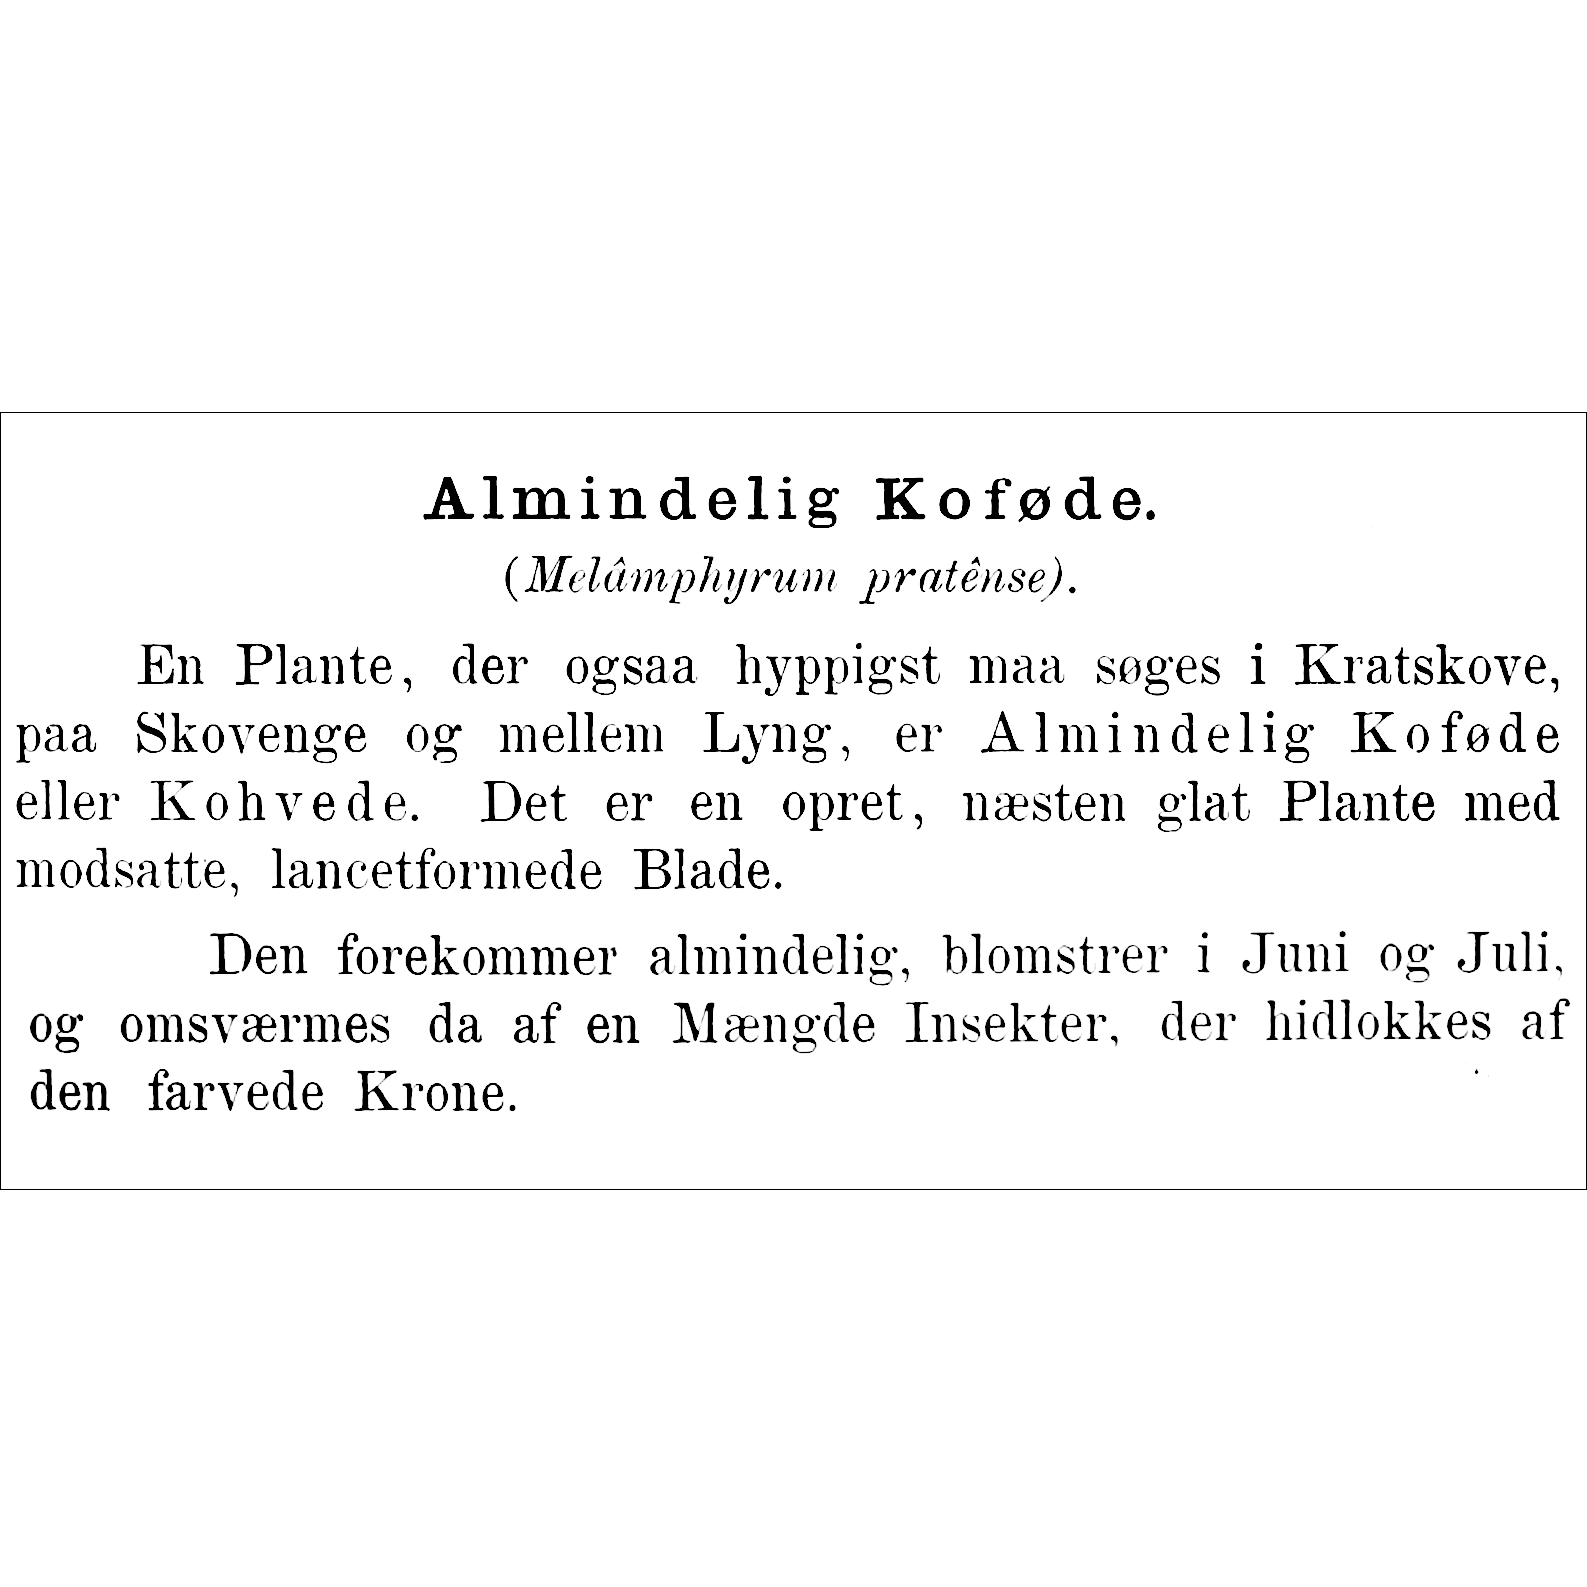 Almindelig Koføde.
(Melâmphyrum pratênse).
En Plante, der ogsaa hyppigst maa søges i Kratskove,
paa Skovenge og mellem Lyng, er Almindelig Koføde
eller Kohvede. Det er en opret, næsten glat Plante med
modsatte, lancetformede Blade.
Den forekommer almindelig, blomstrer i Juni og Juli,
og omsværmes da af en Mængde Insekter, der hidlokkes af
den farvede Krone.